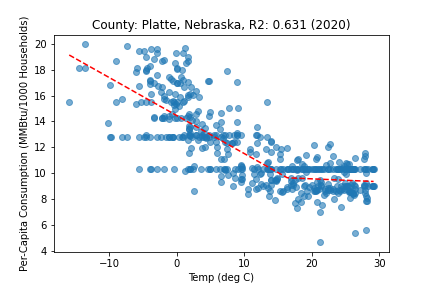 County: Platte, Nebraska, R2: 0.631 (2020)
Per-Capita Consumption (MMBtu/1000 Households)
20
18
16
14
12
10
8
6
4
−10 0 10 20 30
Temp (deg C)